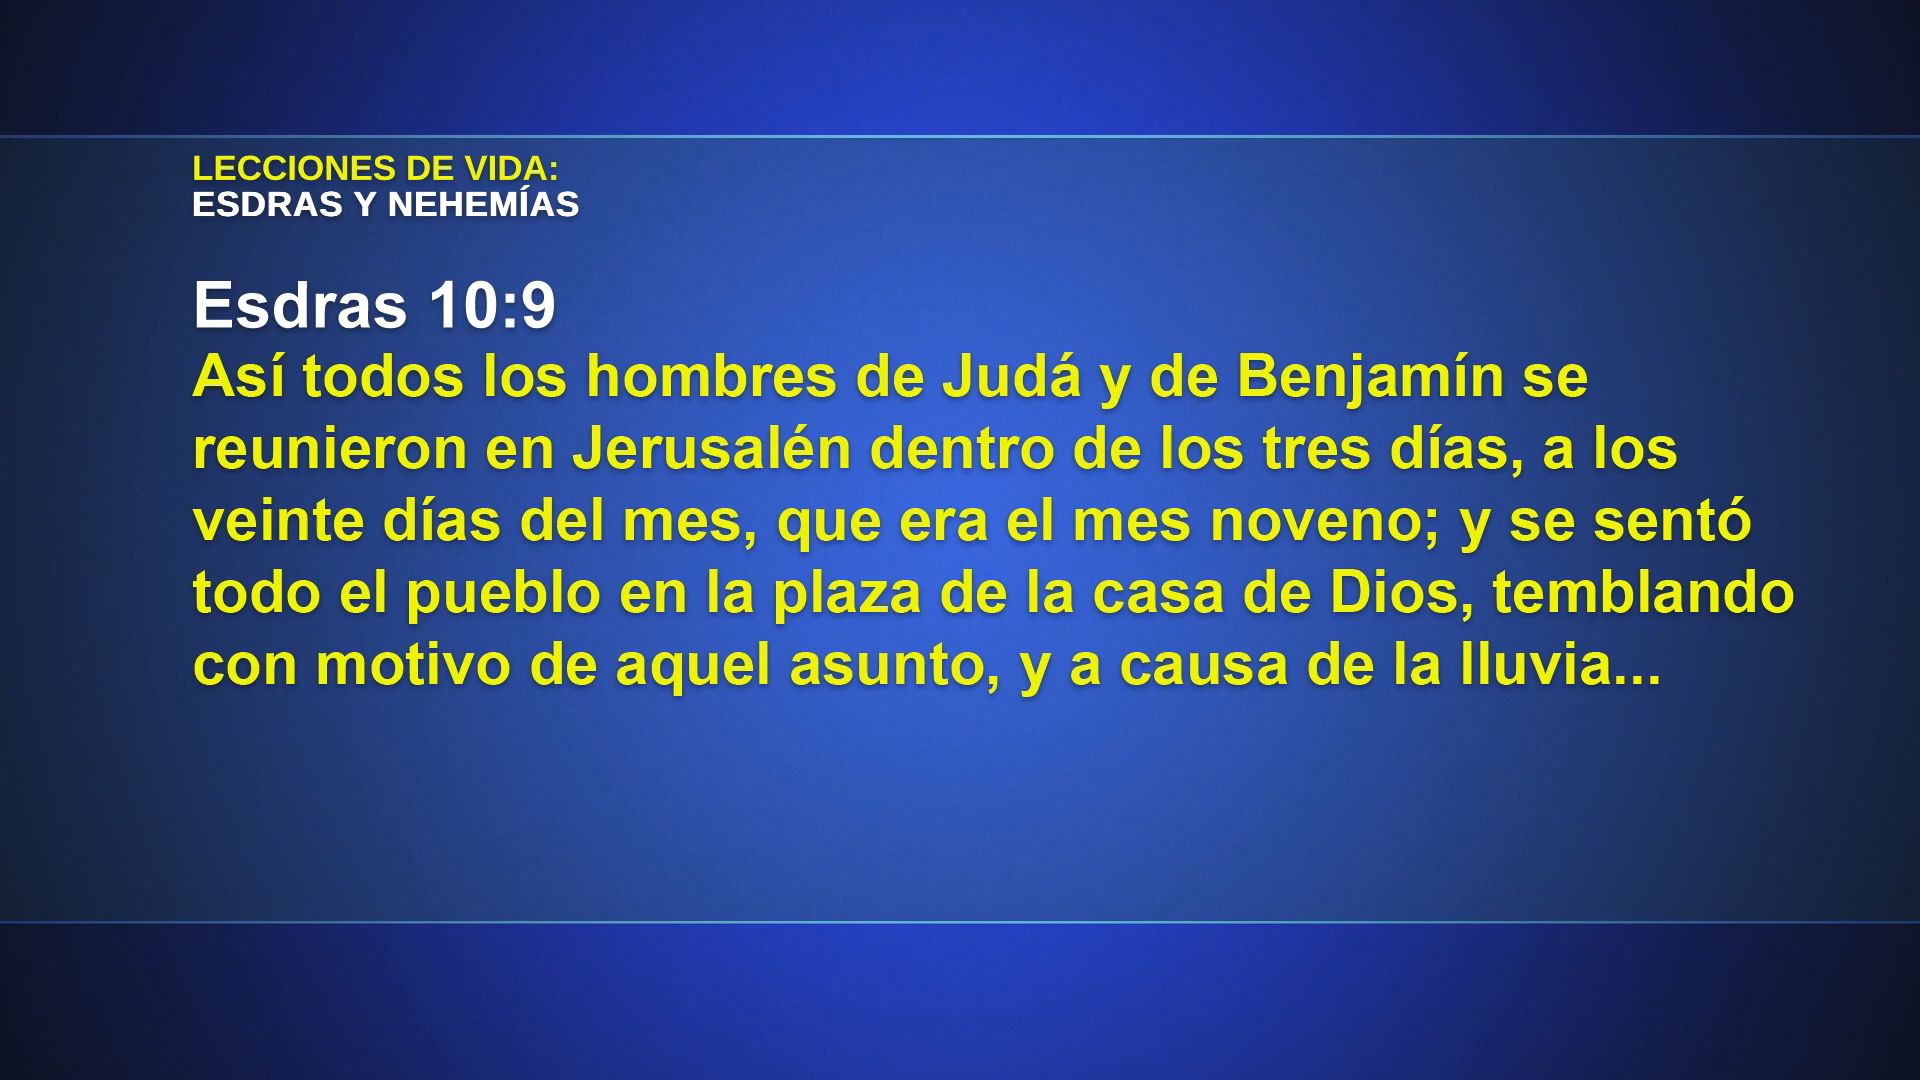 LECCIONES DE VIDA:
ESDRAS Y NEHEMÍAS
Esdras 10:9
Así todos los hombres de Judá y de Benjamín se
reunieron en Jerusalén dentro de los tres días, a los
veinte días del mes, que era el mes noveno; y se sentó
todo el pueblo en la plaza de la casa de Dios, temblando
con motivo de aquel asunto, y a causa de la lluvia...